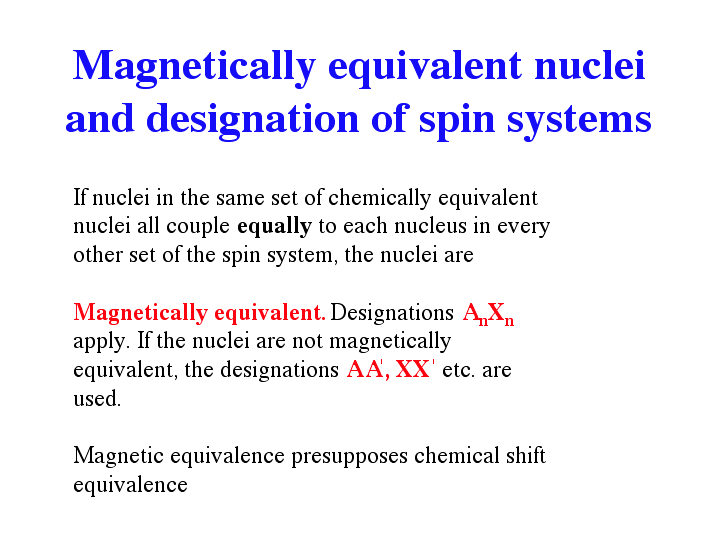 Magnetically equivalent nuclei
and designation of spin systems
If nuclei in the same set of chemically equivalent
nuclei all couple equally to each nucleus in every
other set of the spin system, the nuclei are
Magnetically equivalent. Designations AnXn
apply. If the nuclei are not magnetically
equivalent, the designations AA', XX' etc. are
used.
Magnetic equivalence presupposes chemical shift
equivalence